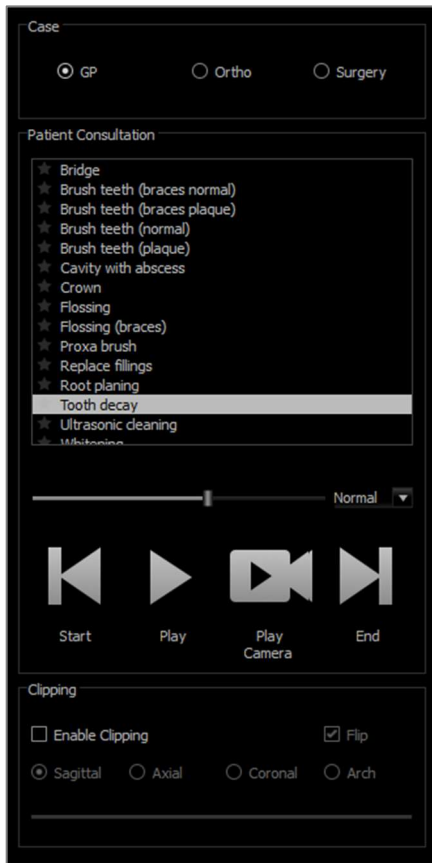 Case
GP Ortho Surgery
Patient Consultation
Bridge
Brush teeth (braces normal)
Brush teeth (braces plaque)
Brush teeth (normal)
Brush teeth (plaque)
Cavity with abscess
Crown
Flossing
Flossing (braces)
Proxa brush
Replace fillings
Root planing
Tooth decay
Ultrasonic cleaning
Whitening
Normal
Start Play Play Camera End
Clipping
Enable Clipping Flip
Sagittal Axial Coronal Arch